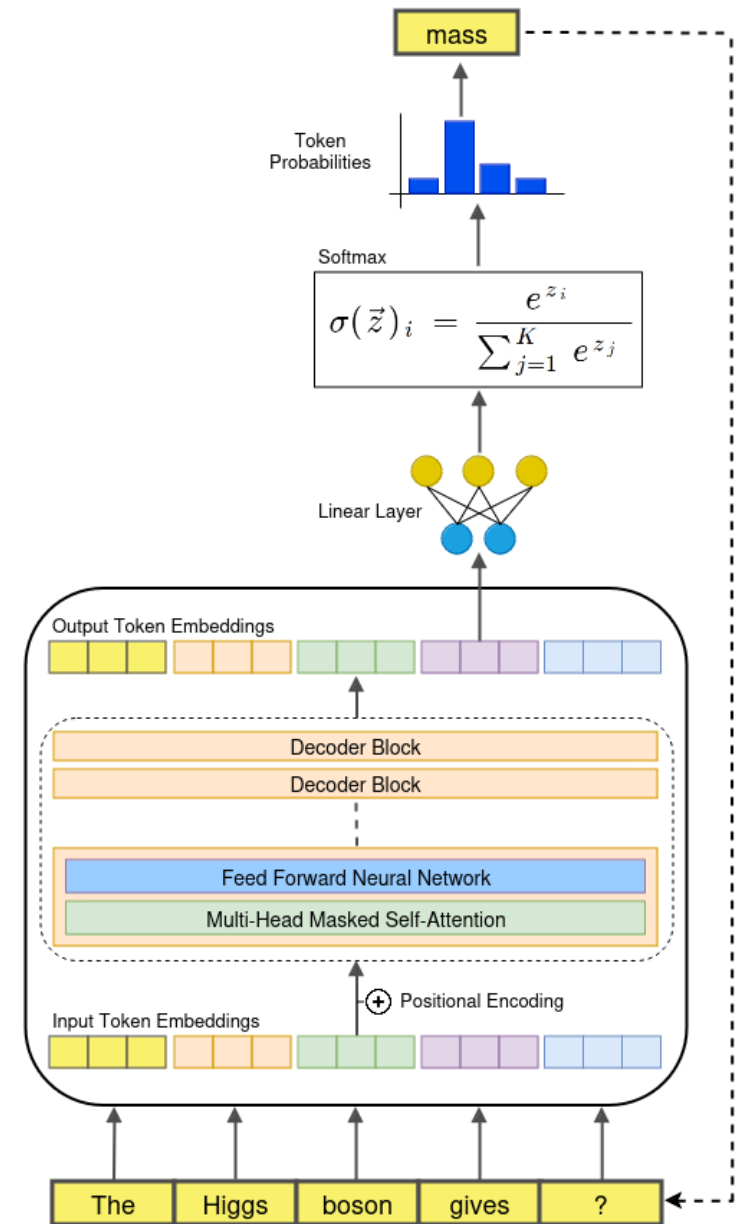 mass
Token
Probabilities
Softmax
σ(z⃗)ᵢ = e^{zᵢ} / ∑_{j=1}^{K} e^{zⱼ}
Linear Layer
Output Token Embeddings
Decoder Block
Decoder Block
Feed Forward Neural Network
Multi-Head Masked Self-Attention
+ Positional Encoding
Input Token Embeddings
The Higgs boson gives ?